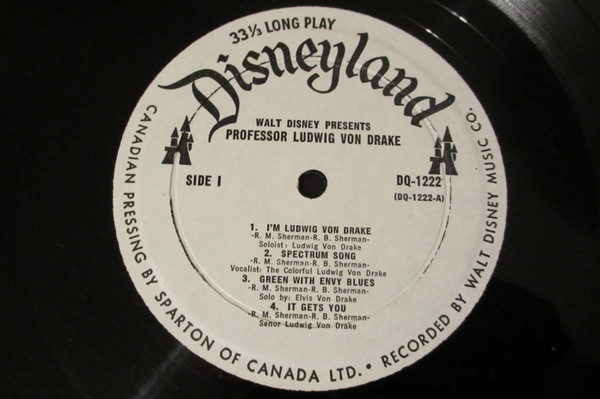 33⅓ LONG PLAY
Disneyland
WALT DISNEY PRESENTS
PROFESSOR LUDWIG VON DRAKE
SIDE I
DQ-1222
(DQ-1222-A)
1. I'M LUDWIG VON DRAKE
-R. M. Sherman-R. B. Sherman-
Soloist: Ludwig Von Drake
2. SPECTRUM SONG
-R. M. Sherman-R. B. Sherman-
Vocalist: The Colorful Ludwig Von Drake
3. GREEN WITH ENVY BLUES
-R. M. Sherman-R. B. Sherman-
Solo by: Elvis Von Drake
4. IT GETS YOU
-R. M. Sherman-R. B. Sherman-
Señor Ludwig Von Drake
CANADIAN PRESSING BY SPARTON OF CANADA LTD. • RECORDED BY WALT DISNEY MUSIC CO.